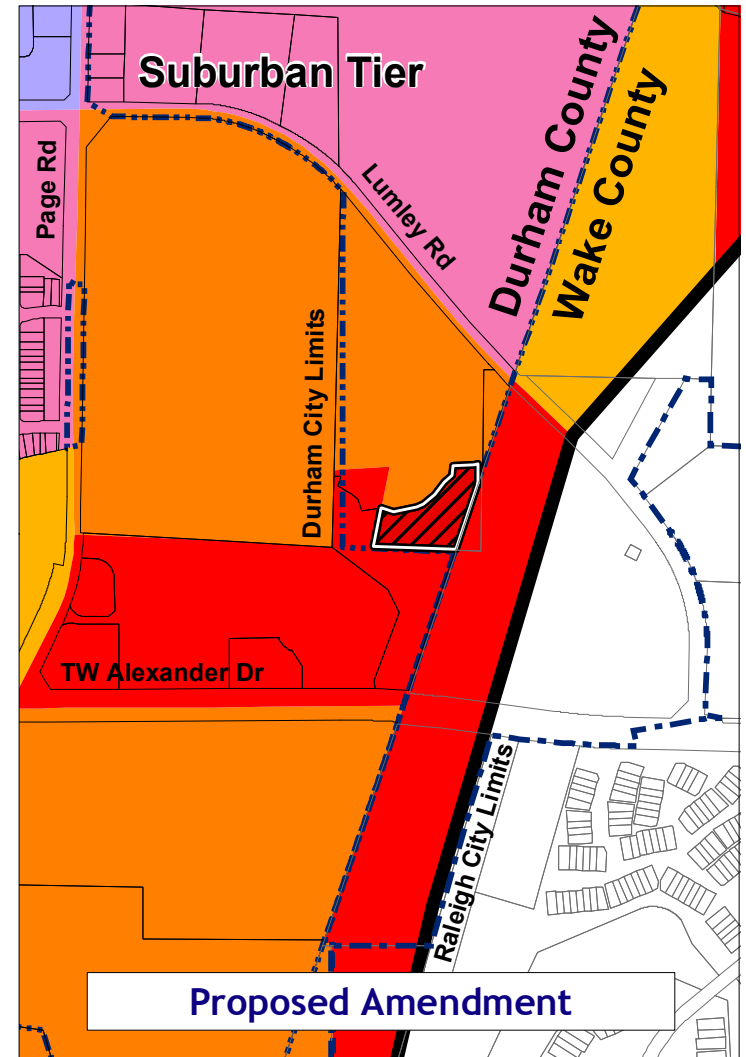 Suburban Tier
Durham County
Wake County
Page Rd
Lumley Rd
Durham City Limits
TW Alexander Dr
Raleigh City Limits
Proposed Amendment